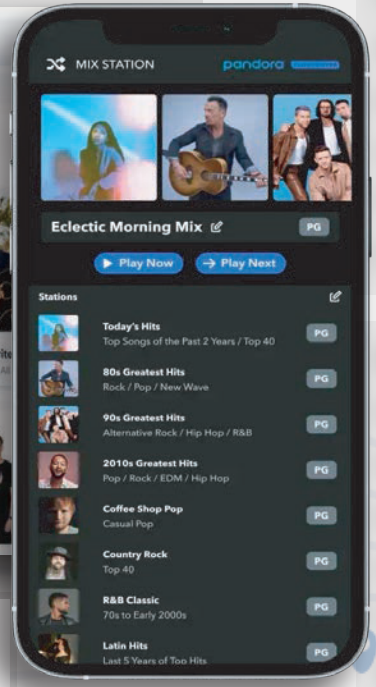 MIX STATION
pandora
Eclectic Morning Mix
PG
Play Now
Play Next
Stations
Today's Hits
Top Songs of the Past 2 Years / Top 40
PG
80s Greatest Hits
Rock / Pop / New Wave
PG
90s Greatest Hits
Alternative Rock / Hip Hop / R&B
PG
2010s Greatest Hits
Pop / Rock / EDM / Hip Hop
PG
Coffee Shop Pop
Casual Pop
PG
Country Rock
Top 40
PG
R&B Classic
70s to Early 2000s
PG
Latin Hits
Last 5 Years of Top Hits
PG